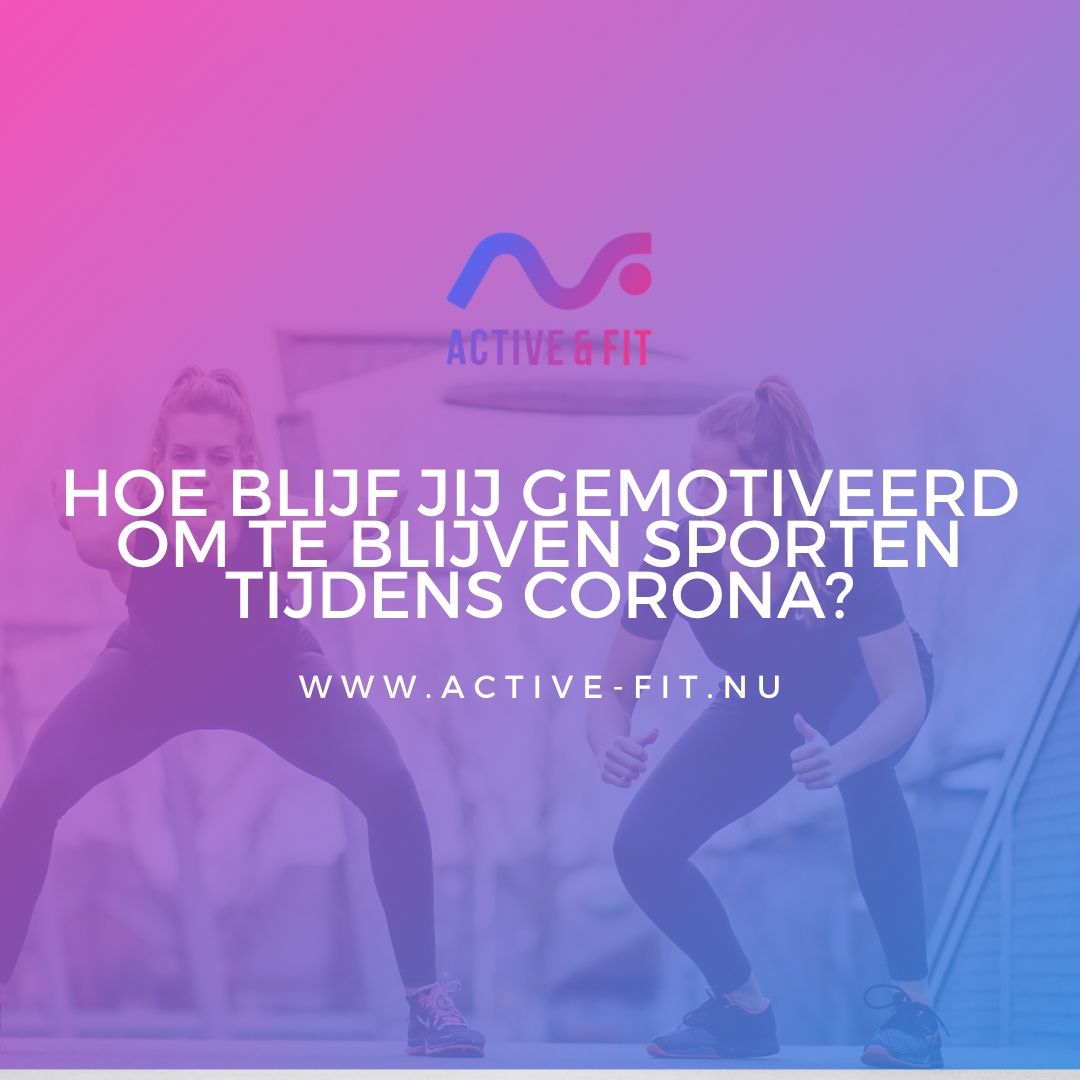 ACTIVE & FIT
HOE BLIJF JIJ GEMOTIVEERD
OM TE BLIJVEN SPORTEN
TIJDENS CORONA?
WWW.ACTIVE-FIT.NU